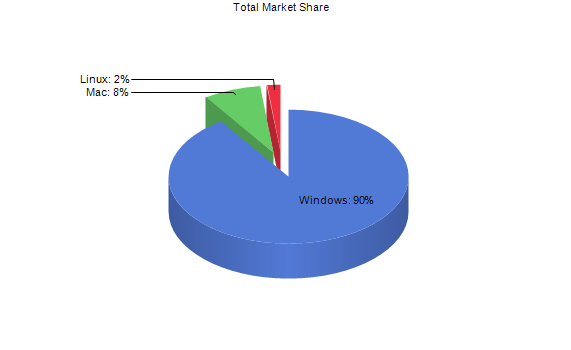 Total Market Share
Linux: 2%
Mac: 8%
Windows: 90%